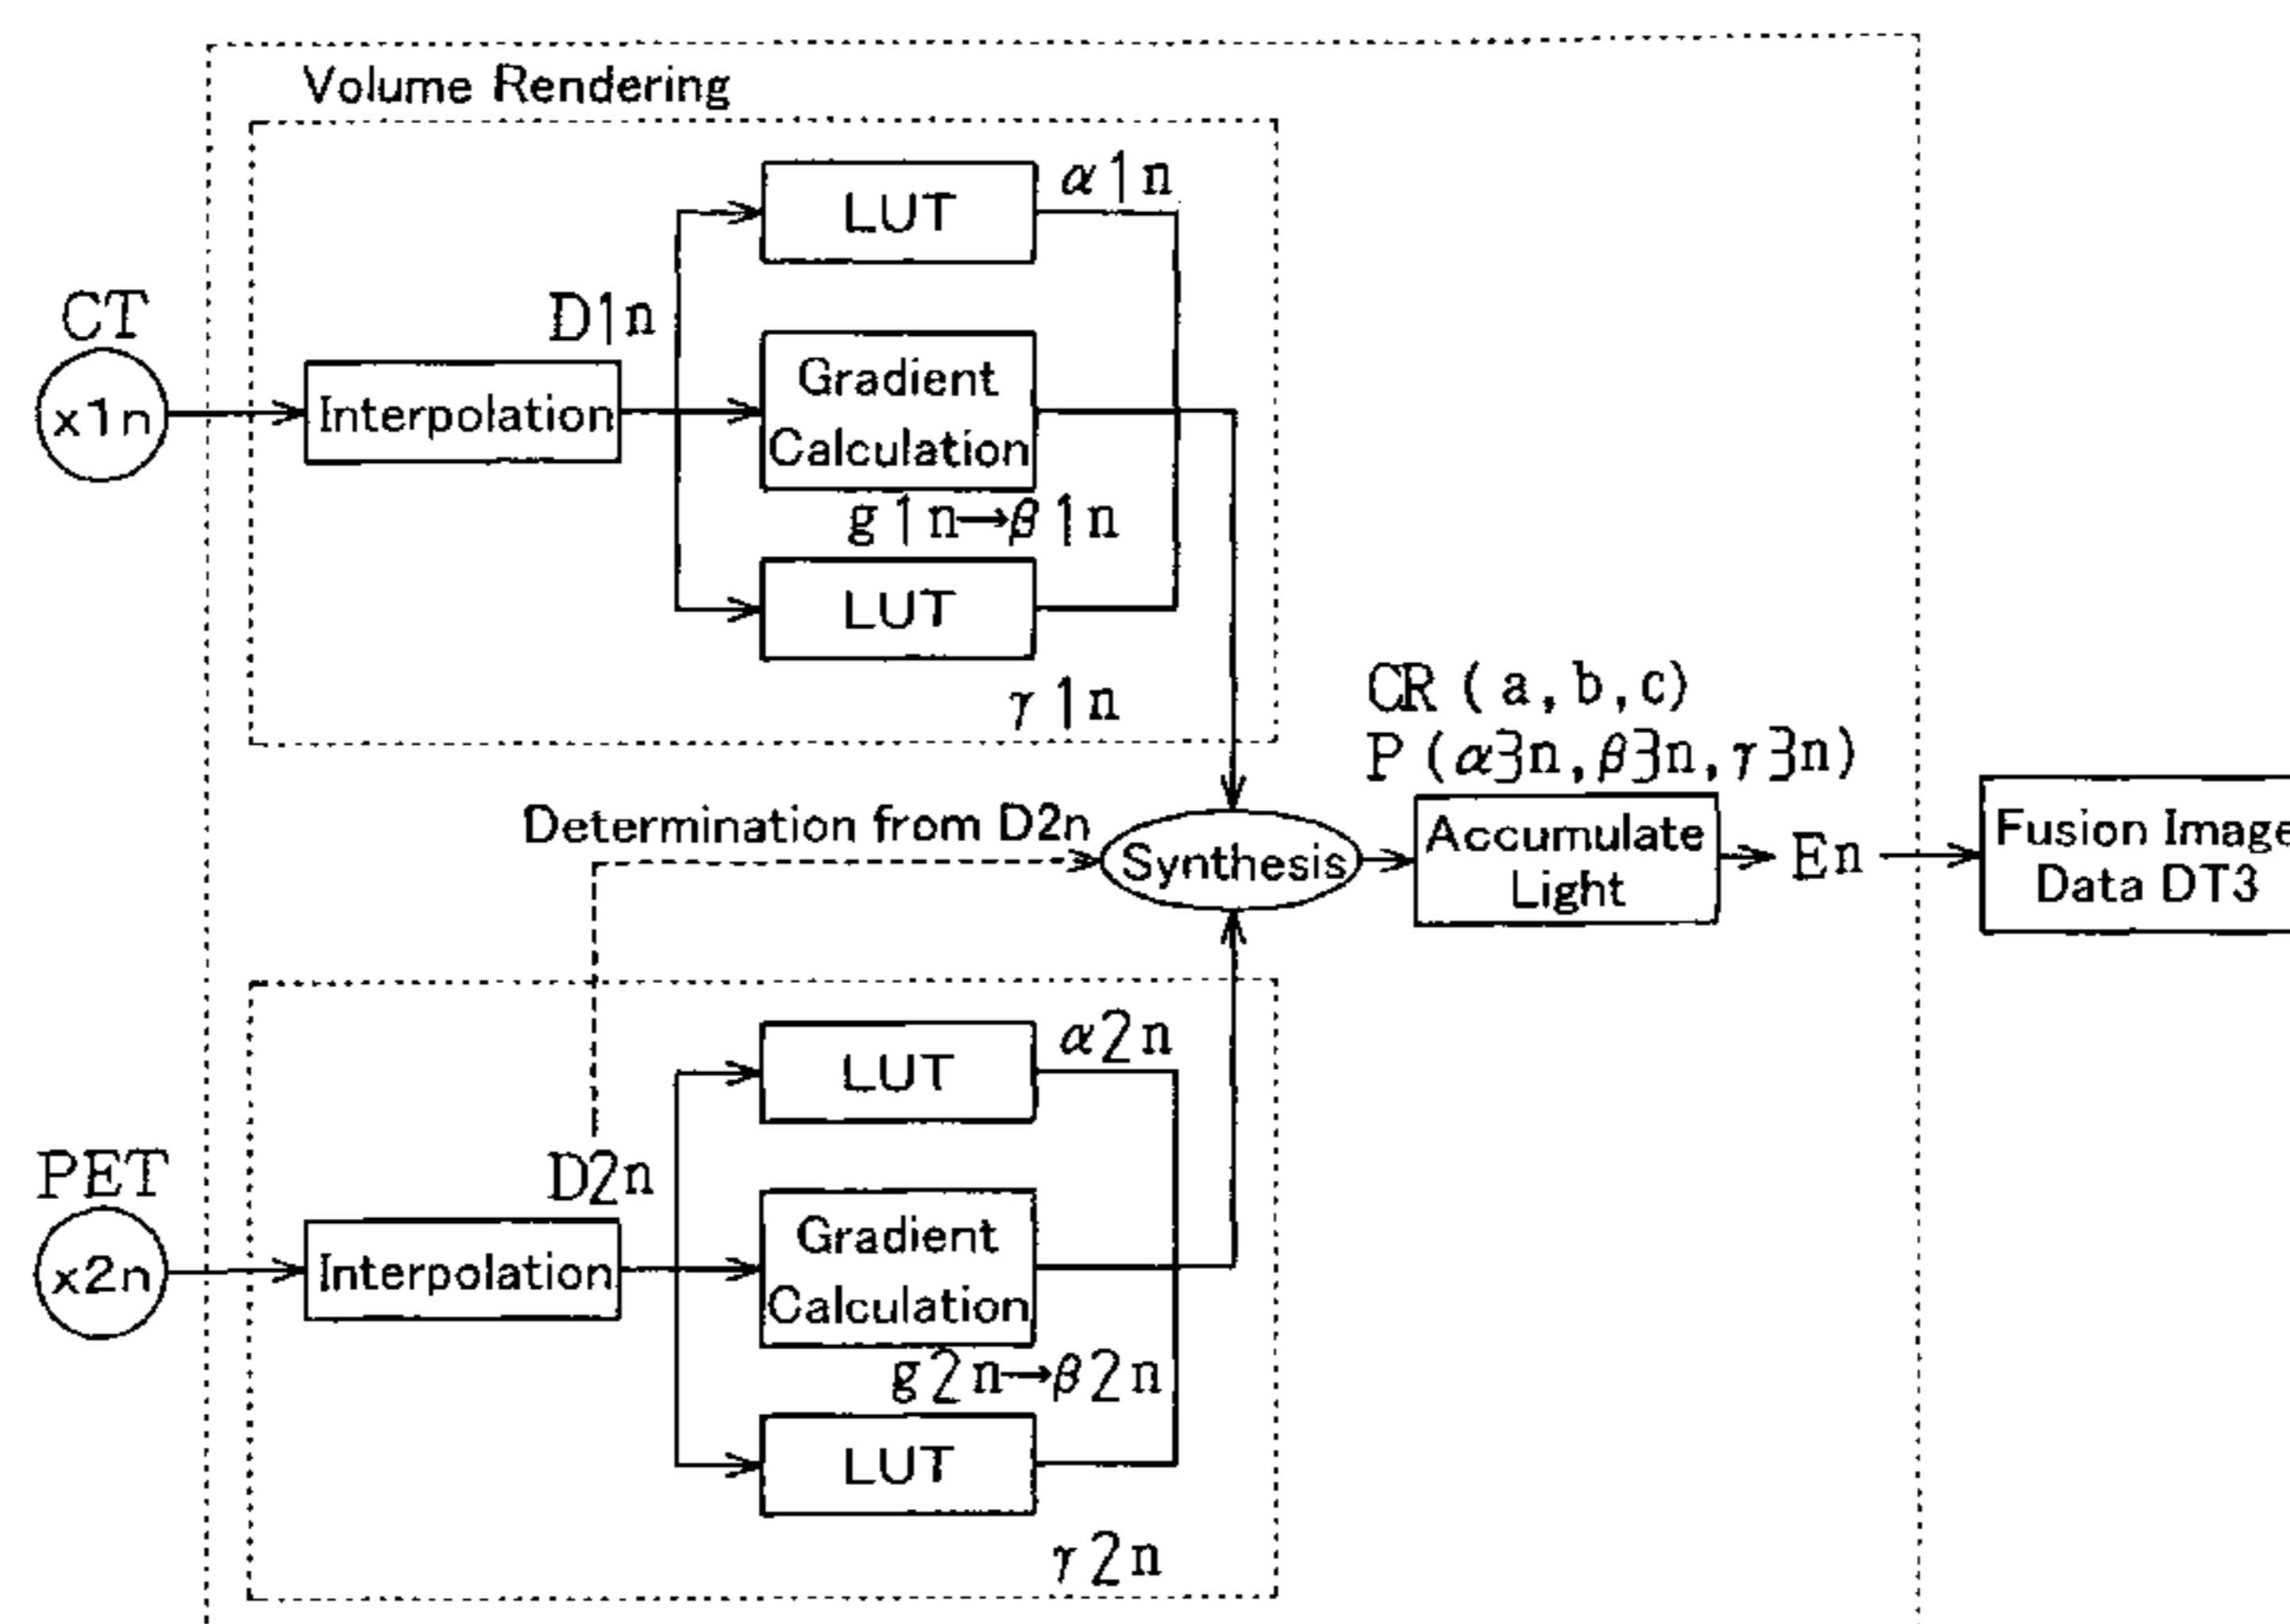 Volume Rendering
CT
x1n
Interpolation
D1n
LUT
α1n
Gradient
Calculation
g1n→β1n
LUT
γ1n
CR (a,b,c)
P (α3n,β3n,γ3n)
Determination from D2n
Synthesis
Accumulate
Light
En
Fusion Image
Data DT3
PET
x2n
Interpolation
D2n
LUT
α2n
Gradient
Calculation
g2n→β2n
LUT
γ2n